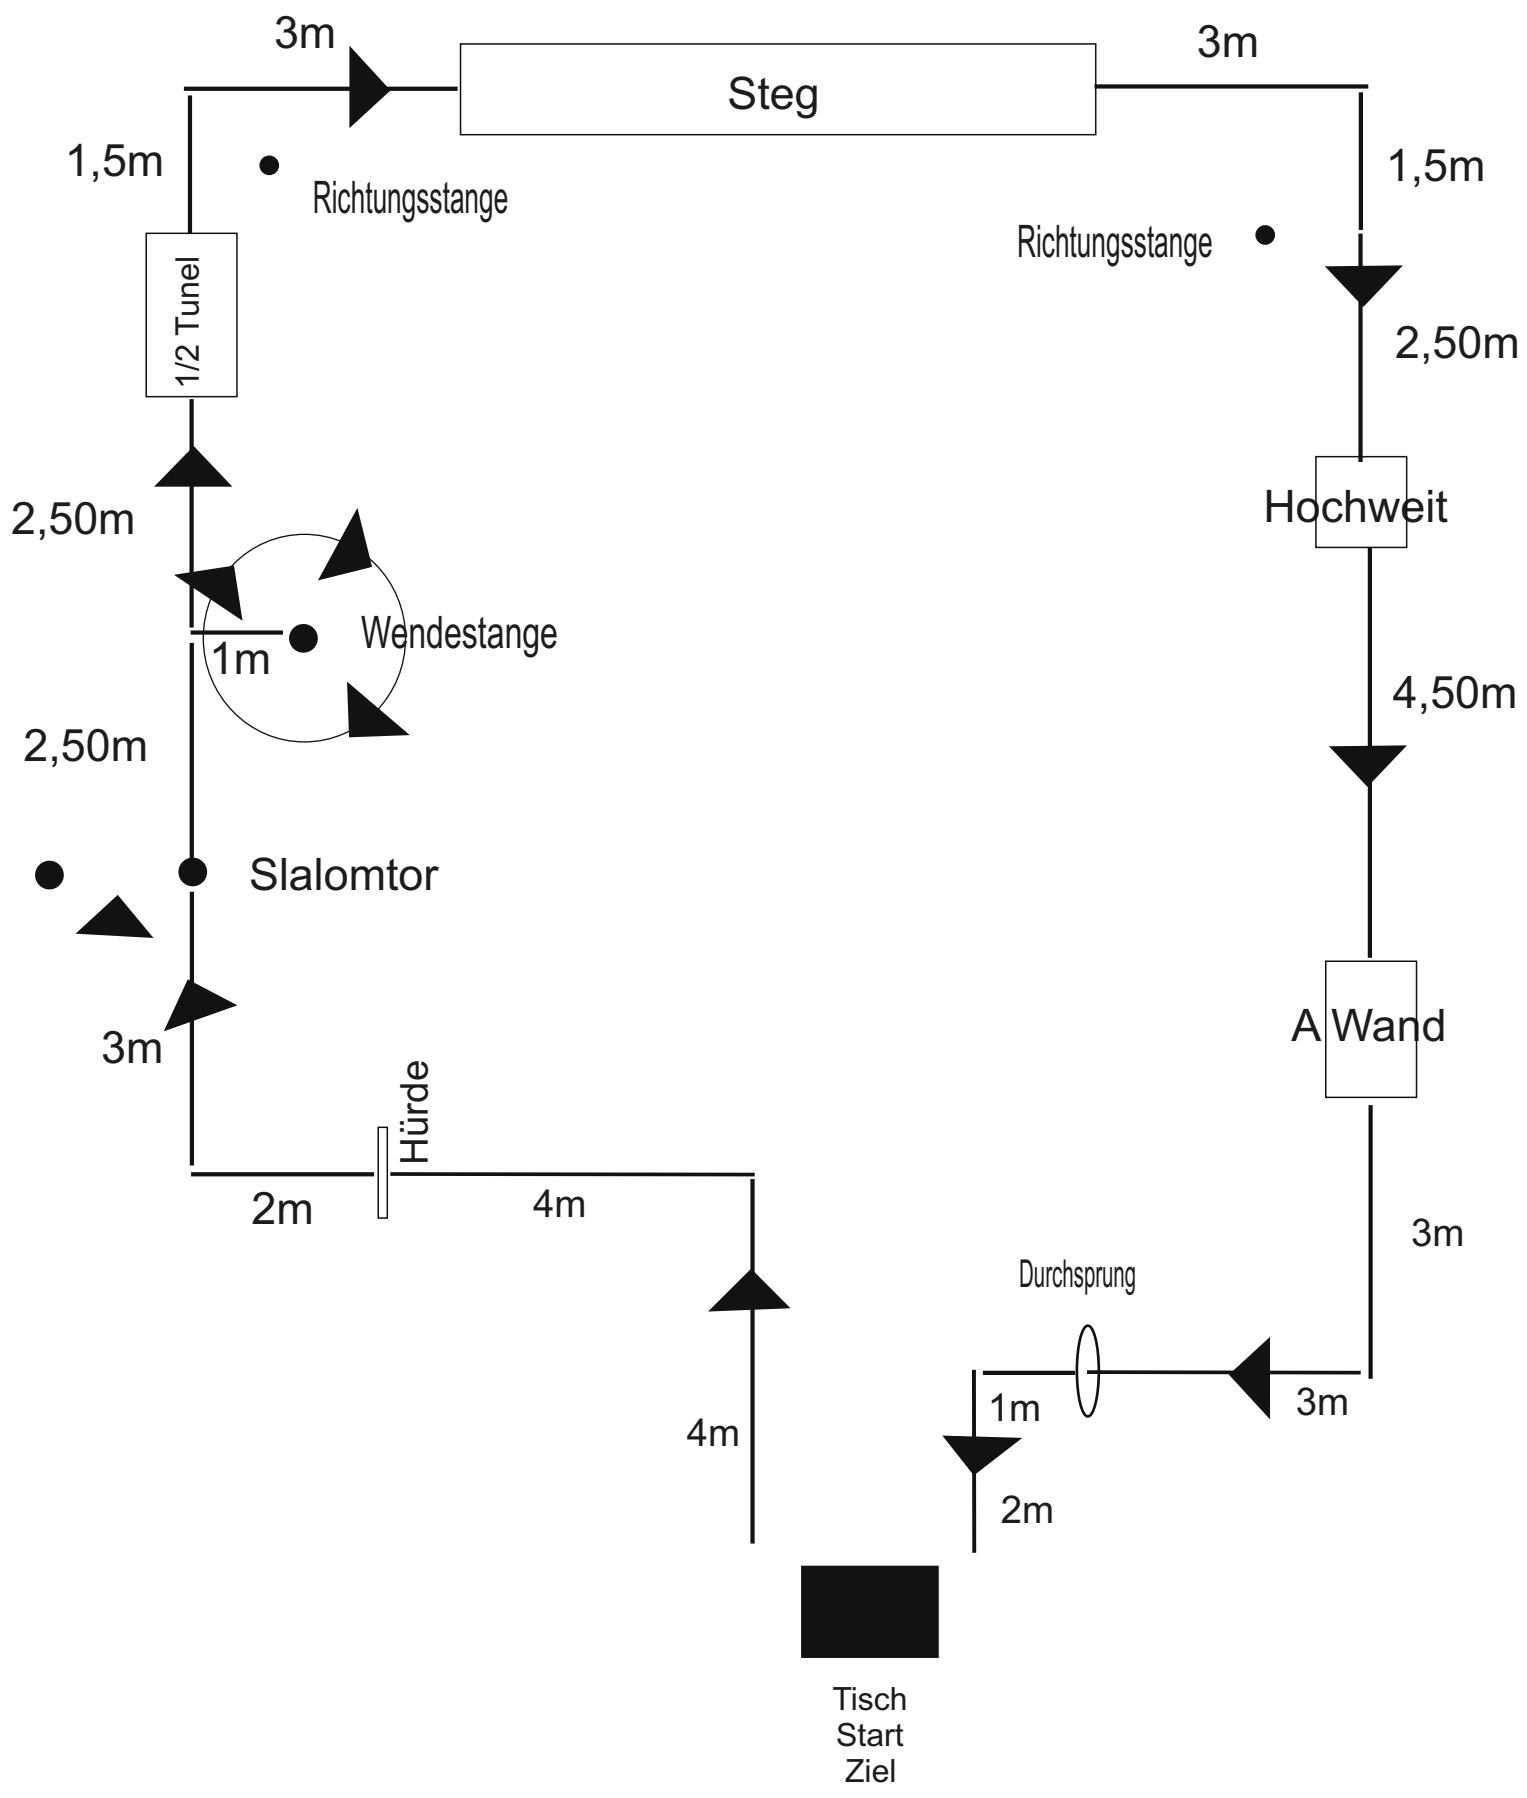 3m
Steg
3m
1,5m
Richtungsstange
1,5m
Richtungsstange
1/2 Tunel
2,50m
Hochweit
2,50m
Wendestange
1m
4,50m
2,50m
Slalomtor
A Wand
3m
Hürde
2m
4m
3m
Durchsprung
1m
3m
4m
2m
Tisch
Start
Ziel